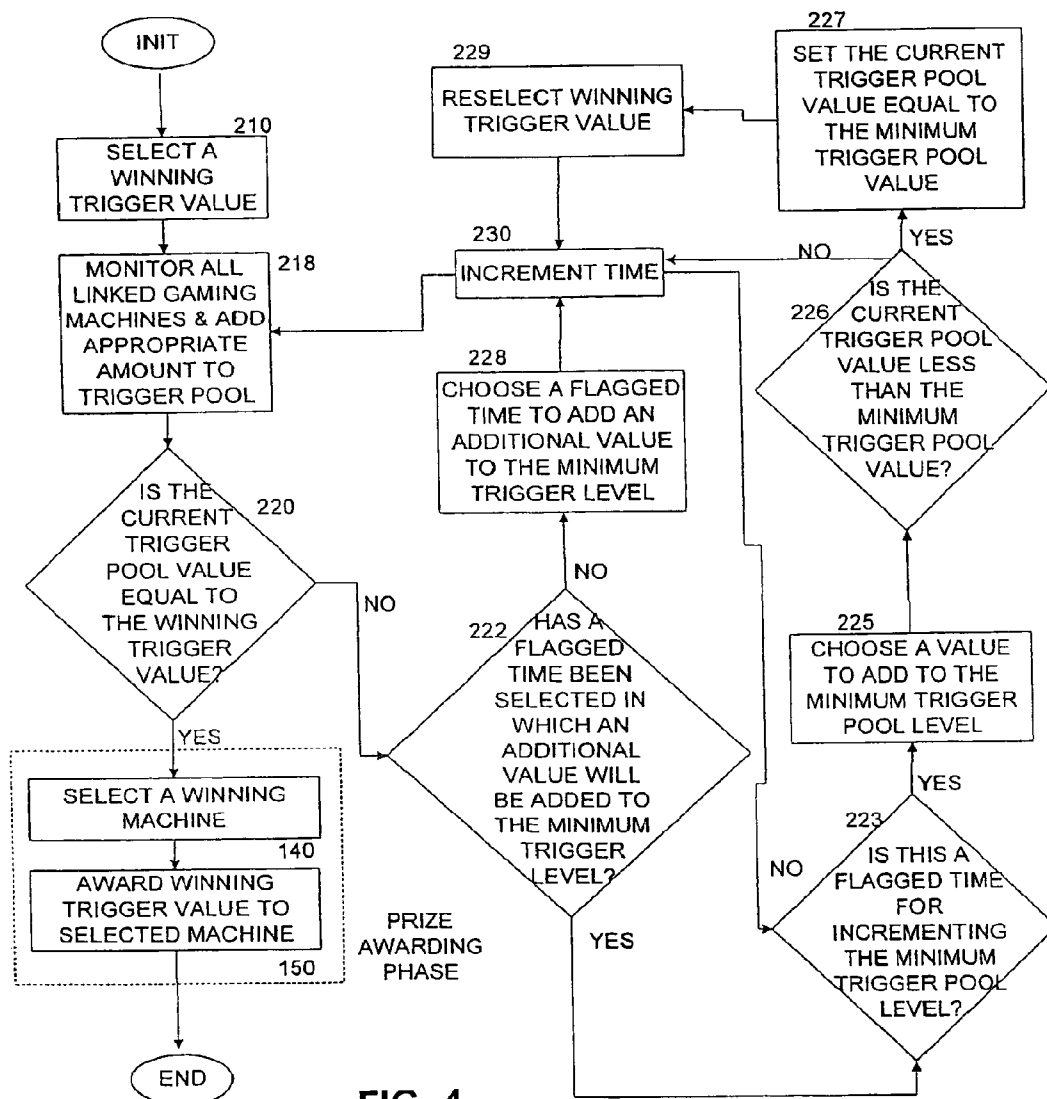 INIT
210
SELECT A
WINNING
TRIGGER VALUE
218
MONITOR ALL
LINKED GAMING
MACHINES & ADD
APPROPRIATE
AMOUNT TO
TRIGGER POOL
220
IS THE
CURRENT
TRIGGER
POOL VALUE
EQUAL TO
THE WINNING
TRIGGER
VALUE?
NO
YES
SELECT A WINNING
MACHINE
140
AWARD WINNING
TRIGGER VALUE TO
SELECTED MACHINE
150
PRIZE
AWARDING
PHASE
END
229
RESELECT WINNING
TRIGGER VALUE
230
INCREMENT TIME
228
CHOOSE A FLAGGED
TIME TO ADD AN
ADDITIONAL VALUE
TO THE MINIMUM
TRIGGER LEVEL
NO
222
HAS A
FLAGGED
TIME BEEN
SELECTED IN
WHICH AN
ADDITIONAL
VALUE WILL
BE ADDED TO
THE MINIMUM
TRIGGER
LEVEL?
YES
227
SET THE CURRENT
TRIGGER POOL
VALUE EQUAL TO
THE MINIMUM
TRIGGER POOL
VALUE
YES
NO
226
IS THE
CURRENT
TRIGGER POOL
VALUE LESS
THAN THE
MINIMUM
TRIGGER POOL
VALUE?
225
CHOOSE A VALUE
TO ADD TO THE
MINIMUM TRIGGER
POOL LEVEL
YES
223
NO
IS THIS A
FLAGGED TIME
FOR
INCREMENTING
THE MINIMUM
TRIGGER POOL
LEVEL?
FIG. 4